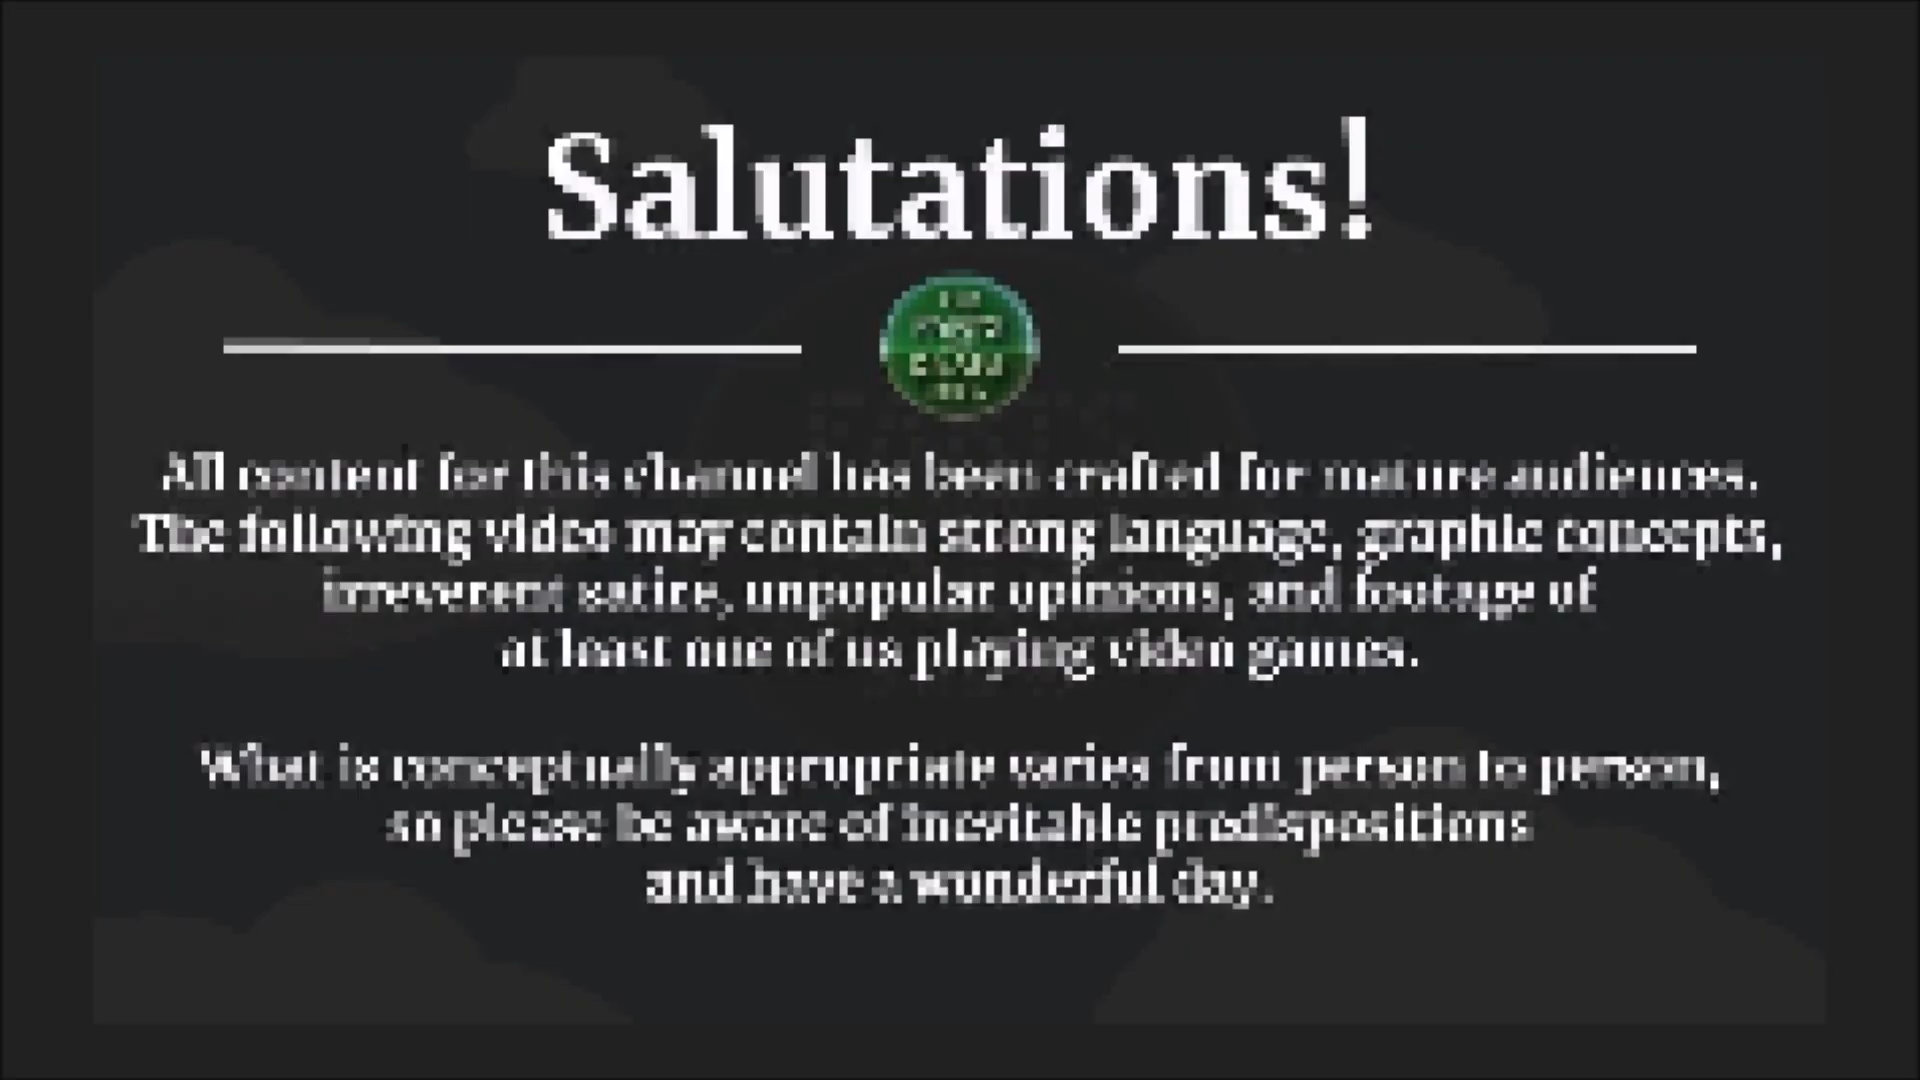 Salutations!
All content for this channel has been crafted for mature audiences.
The following video may contain strong language, graphic concepts,
irreverent satire, unpopular opinions, and footage of
at least one of us playing video games.
What is conceptually appropriate varies from person to person,
so please be aware of inevitable predispositions
and have a wonderful day.